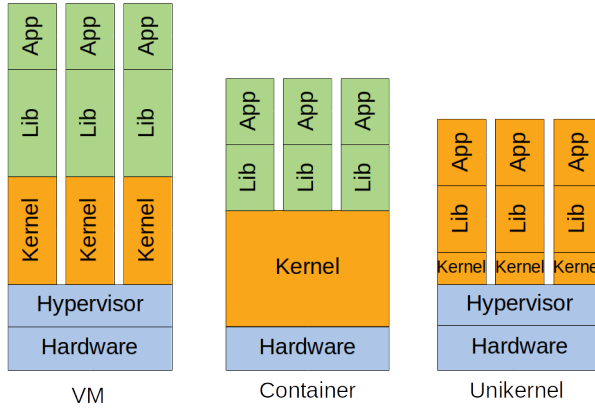 App App App
Lib Lib Lib
Kernel Kernel Kernel
Hypervisor
Hardware
VM
App App App
Lib Lib Lib
Kernel
Hardware
Container
App App App
Lib Lib Lib
Kernel Kernel Kernel
Hypervisor
Hardware
Unikernel